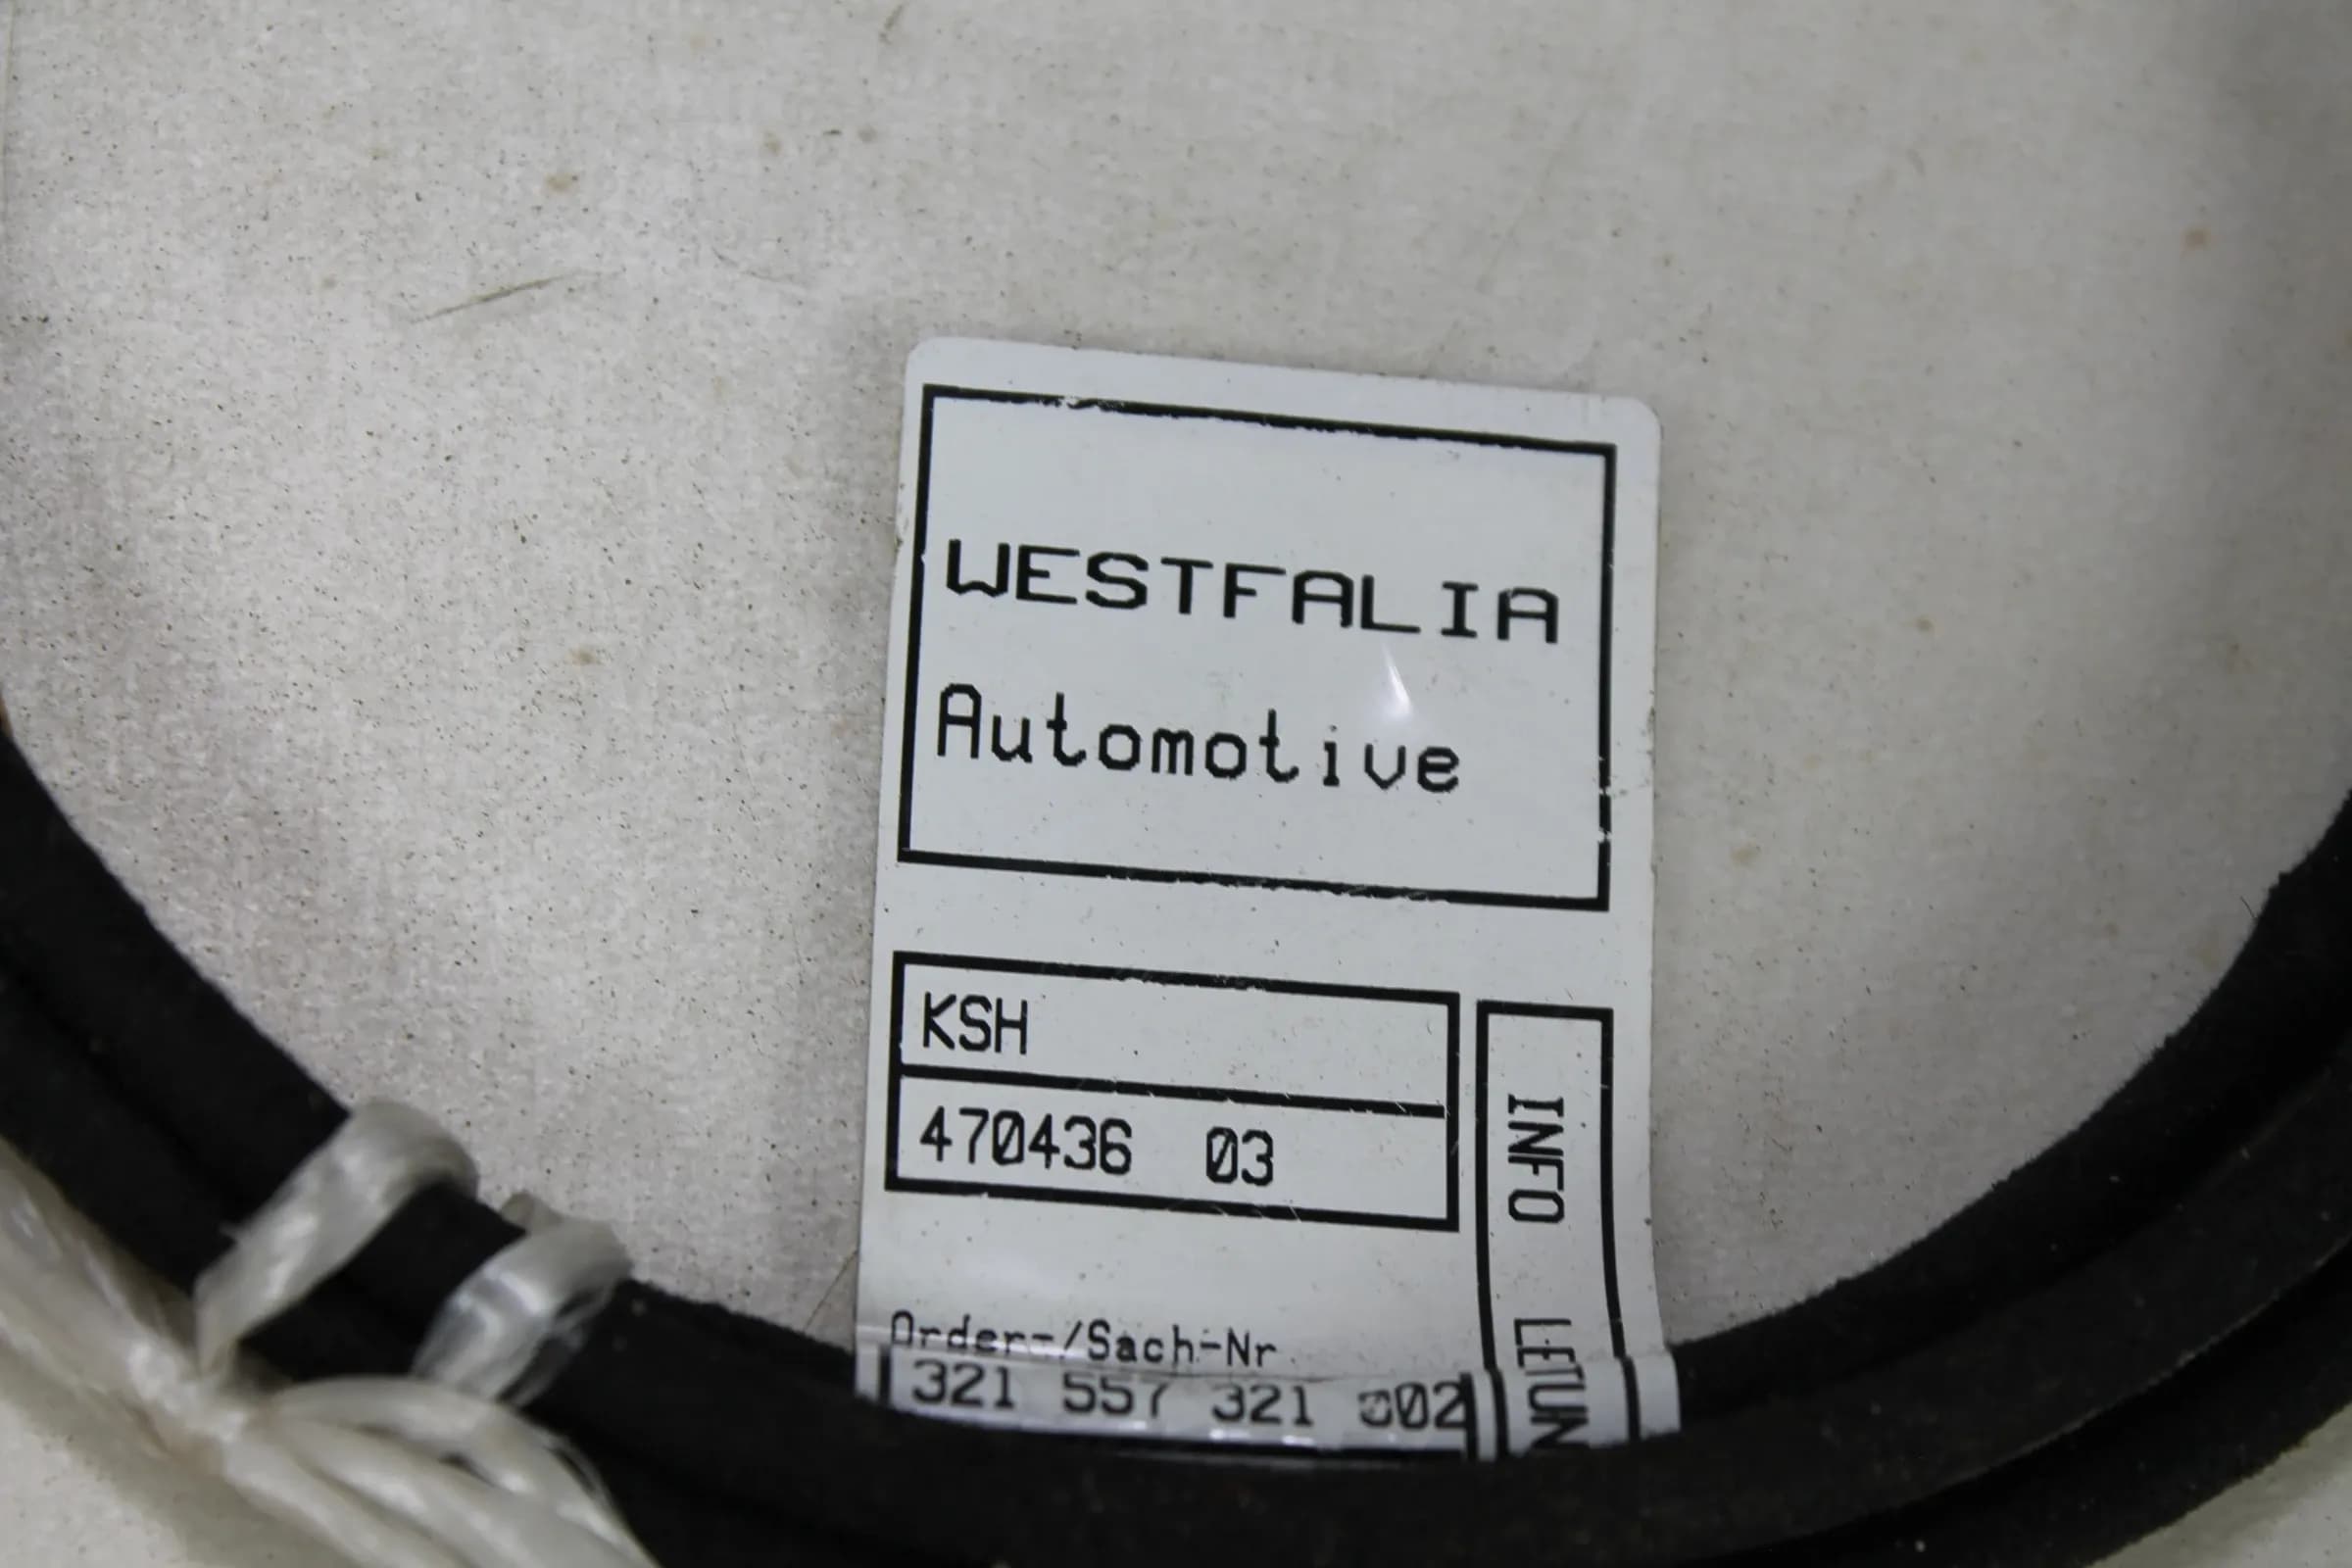 WESTFALIA
Automotive
KSH
470436 03
INFO
Order-/Sach-Nr
321 557 321 002